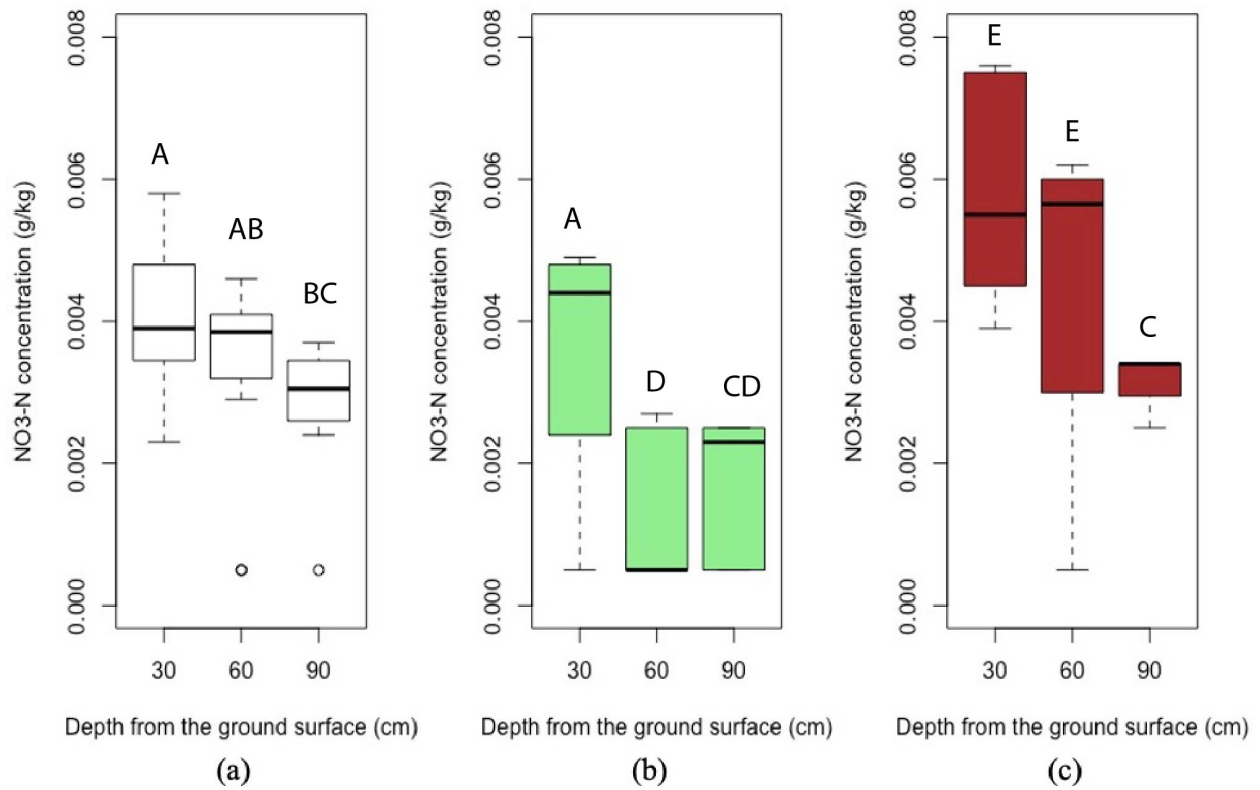 0.008
0.006
0.004
0.002
0.000
NO3-N concentration (g/kg)
A
AB
BC
30 60 90
Depth from the ground surface (cm)
(a)
0.008
0.006
0.004
0.002
0.000
NO3-N concentration (g/kg)
A
D
CD
30 60 90
Depth from the ground surface (cm)
(b)
0.008
0.006
0.004
0.002
0.000
NO3-N concentration (g/kg)
E
E
C
30 60 90
Depth from the ground surface (cm)
(c)